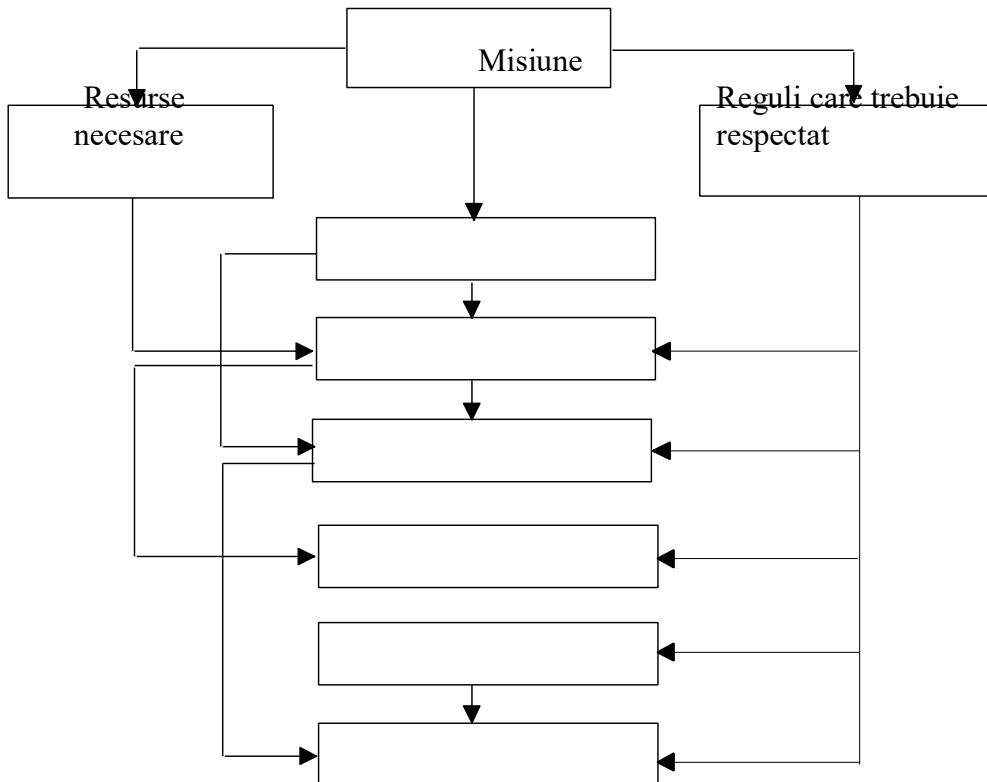 Misiune
Resurse
necesare
Reguli care trebuie
respectat